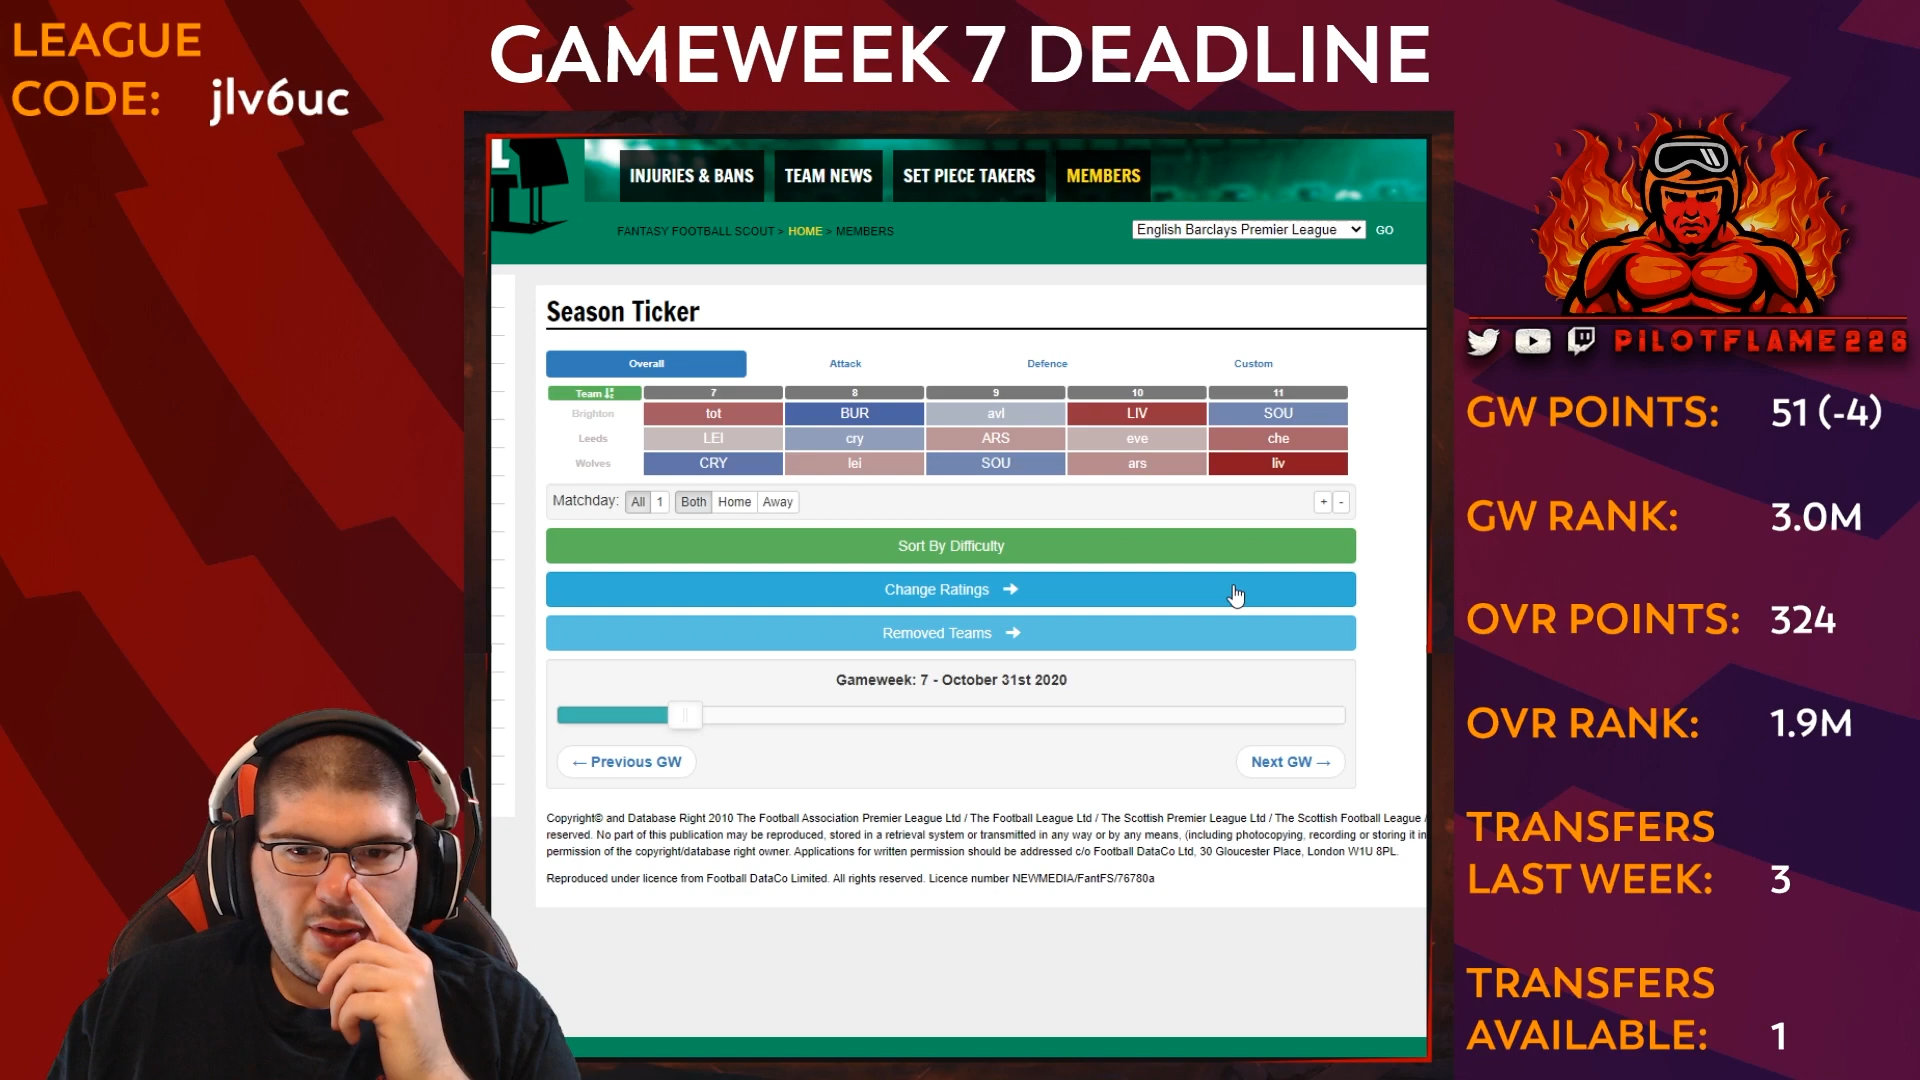 LEAGUE
CODE: jlv6uc
GAMEWEEK 7 DEADLINE
INJURIES & BANS TEAM NEWS SET PIECE TAKERS MEMBERS
FANTASY FOOTBALL SCOUT > HOME > MEMBERS
English Barclays Premier League GO
Season Ticker
Overall Attack Defence Custom
Team 7 8 9 10 11
Brighton tot BUR avl LIV SOU
Leeds LEI cry ARS eve che
Wolves CRY lei SOU ars liv
Matchday: All 1 Both Home Away + -
Sort By Difficulty
Change Ratings →
Removed Teams →
Gameweek: 7 - October 31st 2020
← Previous GW Next GW →
Copyright© and Database Right 2010 The Football Association Premier League Ltd / The Football League Ltd / The Scottish Premier League Ltd / The Scottish Football League /
reserved. No part of this publication may be reproduced, stored in a retrieval system or transmitted in any way or by any means, (including photocopying, recording or storing it in
permission of the copyright/database right owner. Applications for written permission should be addressed c/o Football DataCo Ltd, 30 Gloucester Place, London W1U 8PL.
Reproduced under licence from Football DataCo Limited. All rights reserved. Licence number NEWMEDIA/FantFS/76780a
PILOTFLAME226
GW POINTS: 51 (-4)
GW RANK: 3.0M
OVR POINTS: 324
OVR RANK: 1.9M
TRANSFERS
LAST WEEK: 3
TRANSFERS
AVAILABLE: 1